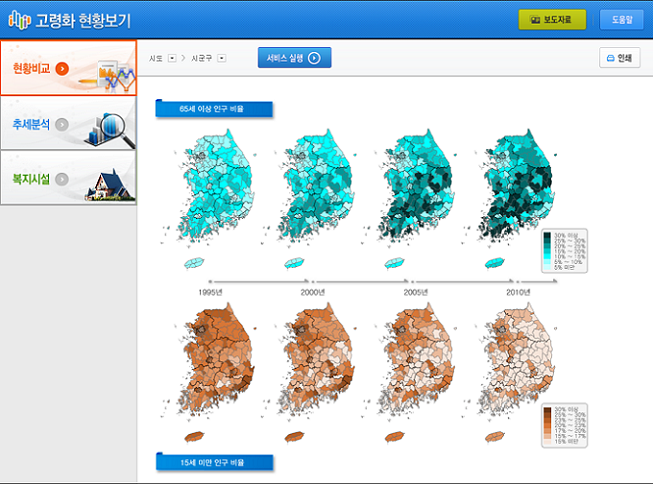 고령화 현황보기
보도자료
도움말
현황비교
추세분석
복지시설
시도 > 시군구
서비스 실행
인쇄
65세 이상 인구 비율
30% 이상
25% ~ 30%
20% ~ 25%
15% ~ 20%
10% ~ 15%
5% ~ 10%
5% 미만
1995년
2000년
2005년
2010년
30% 이상
25% ~ 30%
23% ~ 25%
20% ~ 23%
17% ~ 20%
15% ~ 17%
15% 미만
15세 미만 인구 비율